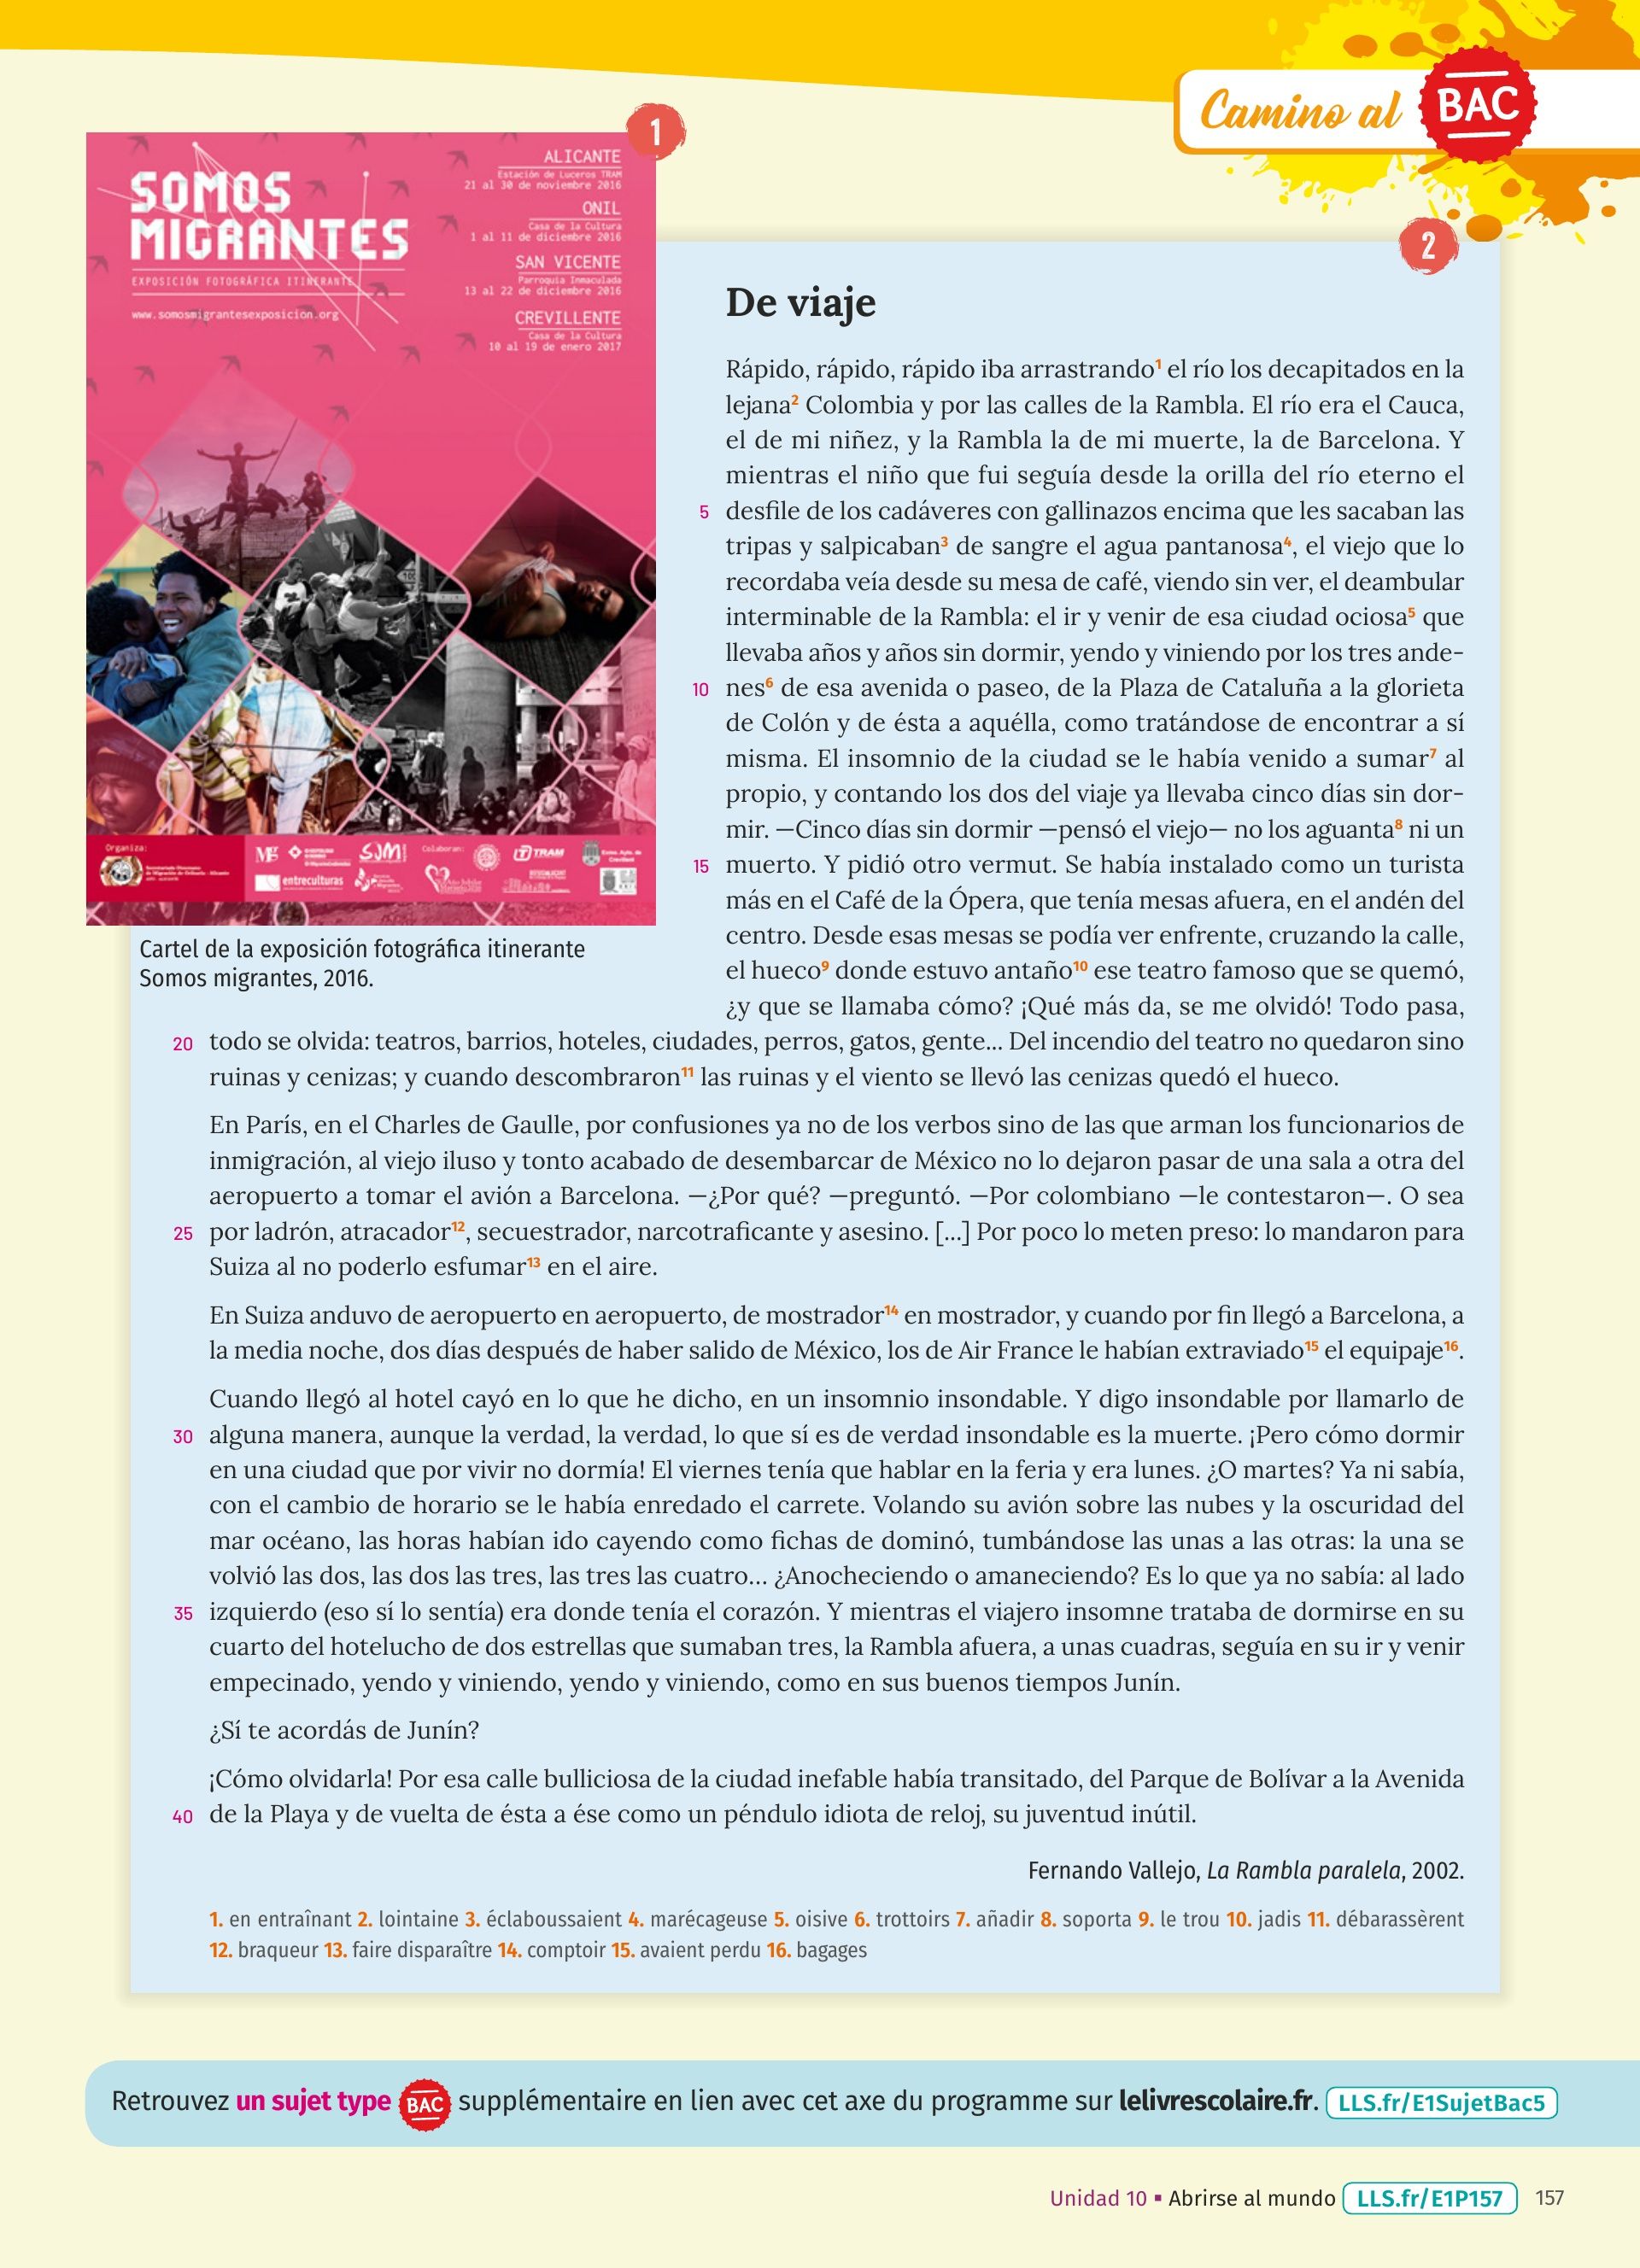 Camino al BAC
1
SOMOS
MIGRANTES
EXPOSICIÓN FOTOGRÁFICA ITINERANTE
www.somosmigrantesexposición.org
ALICANTE
Estación de Luceros TRAM
21 al 30 de noviembre 2016
ONIL
Casa de la Cultura
1 al 11 de diciembre 2016
SAN VICENTE
Parroquia Inmaculada
13 al 22 de diciembre 2016
CREVILLENTE
Casa de la Cultura
10 al 19 de enero 2017
Organiza:
Colaboran:
SJM
TRAM
entreculturas
Cartel de la exposición fotográfica itinerante
Somos migrantes, 2016.
2
De viaje
Rápido, rápido, rápido iba arrastrando1 el río los decapitados en la
lejana2 Colombia y por las calles de la Rambla. El río era el Cauca,
el de mi niñez, y la Rambla la de mi muerte, la de Barcelona. Y
mientras el niño que fui seguía desde la orilla del río eterno el
5 desfile de los cadáveres con gallinazos encima que les sacaban las
tripas y salpicaban3 de sangre el agua pantanosa4, el viejo que lo
recordaba veía desde su mesa de café, viendo sin ver, el deambular
interminable de la Rambla: el ir y venir de esa ciudad ociosa5 que
llevaba años y años sin dormir, yendo y viniendo por los tres ande-
10 nes6 de esa avenida o paseo, de la Plaza de Cataluña a la glorieta
de Colón y de ésta a aquélla, como tratándose de encontrar a sí
misma. El insomnio de la ciudad se le había venido a sumar7 al
propio, y contando los dos del viaje ya llevaba cinco días sin dor-
mir. —Cinco días sin dormir —pensó el viejo— no los aguanta8 ni un
15 muerto. Y pidió otro vermut. Se había instalado como un turista
más en el Café de la Ópera, que tenía mesas afuera, en el andén del
centro. Desde esas mesas se podía ver enfrente, cruzando la calle,
el hueco9 donde estuvo antaño10 ese teatro famoso que se quemó,
¿y que se llamaba cómo? ¡Qué más da, se me olvidó! Todo pasa,
20 todo se olvida: teatros, barrios, hoteles, ciudades, perros, gatos, gente... Del incendio del teatro no quedaron sino
ruinas y cenizas; y cuando descombraron11 las ruinas y el viento se llevó las cenizas quedó el hueco.
En París, en el Charles de Gaulle, por confusiones ya no de los verbos sino de las que arman los funcionarios de
inmigración, al viejo iluso y tonto acabado de desembarcar de México no lo dejaron pasar de una sala a otra del
aeropuerto a tomar el avión a Barcelona. —¿Por qué? —preguntó. —Por colombiano —le contestaron—. O sea
25 por ladrón, atracador12, secuestrador, narcotraficante y asesino. [...] Por poco lo meten preso: lo mandaron para
Suiza al no poderlo esfumar13 en el aire.
En Suiza anduvo de aeropuerto en aeropuerto, de mostrador14 en mostrador, y cuando por fin llegó a Barcelona, a
la media noche, dos días después de haber salido de México, los de Air France le habían extraviado15 el equipaje16.
Cuando llegó al hotel cayó en lo que he dicho, en un insomnio insondable. Y digo insondable por llamarlo de
30 alguna manera, aunque la verdad, la verdad, lo que sí es de verdad insondable es la muerte. ¡Pero cómo dormir
en una ciudad que por vivir no dormía! El viernes tenía que hablar en la feria y era lunes. ¿O martes? Ya ni sabía,
con el cambio de horario se le había enredado el carrete. Volando su avión sobre las nubes y la oscuridad del
mar océano, las horas habían ido cayendo como fichas de dominó, tumbándose las unas a las otras: la una se
volvió las dos, las dos las tres, las tres las cuatro... ¿Anocheciendo o amaneciendo? Es lo que ya no sabía: al lado
35 izquierdo (eso sí lo sentía) era donde tenía el corazón. Y mientras el viajero insomne trataba de dormirse en su
cuarto del hotelucho de dos estrellas que sumaban tres, la Rambla afuera, a unas cuadras, seguía en su ir y venir
empecinado, yendo y viniendo, yendo y viniendo, como en sus buenos tiempos Junín.
¿Sí te acordás de Junín?
¡Cómo olvidarla! Por esa calle bulliciosa de la ciudad inefable había transitado, del Parque de Bolívar a la Avenida
40 de la Playa y de vuelta de ésta a ése como un péndulo idiota de reloj, su juventud inútil.
Fernando Vallejo, La Rambla paralela, 2002.
1. en entraînant 2. lointaine 3. éclaboussaient 4. marécageuse 5. oisive 6. trottoirs 7. añadir 8. soporta 9. le trou 10. jadis 11. débarassèrent
12. braqueur 13. faire disparaître 14. comptoir 15. avaient perdu 16. bagages
Retrouvez un sujet type BAC supplémentaire en lien avec cet axe du programme sur lelivrescolaire.fr. LLS.fr/E1SujetBac5
Unidad 10 ▪ Abrirse al mundo LLS.fr/E1P157 157